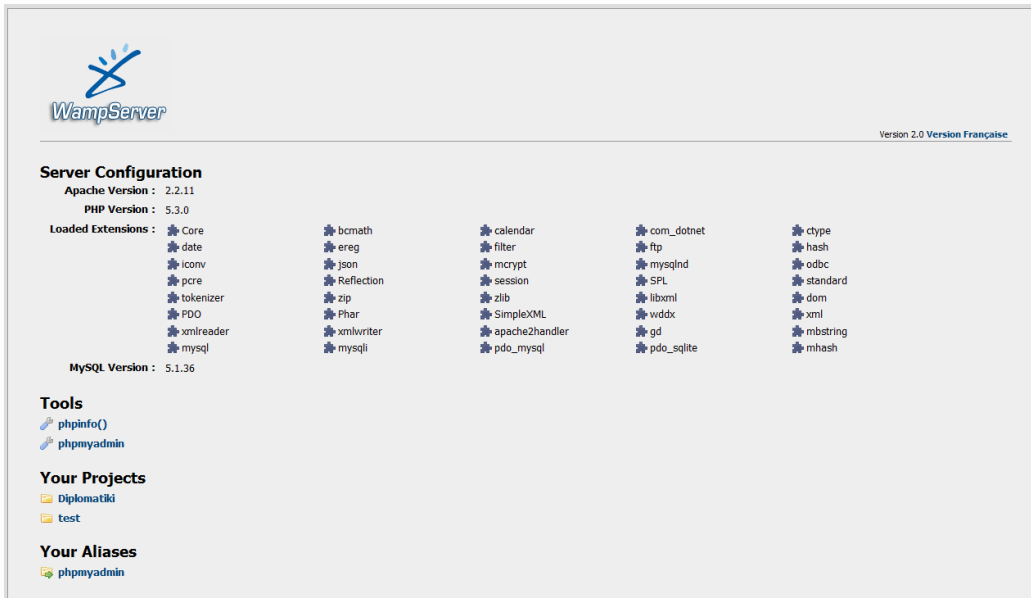 WampServer
Version 2.0 Version Française
Server Configuration
Apache Version : 2.2.11
PHP Version : 5.3.0
Loaded Extensions : Core bcmath calendar com_dotnet ctype
date ereg filter ftp hash
iconv json mcrypt mysqlnd odbc
pcre Reflection session SPL standard
tokenizer zip zlib libxml dom
PDO Phar SimpleXML wddx xml
xmlreader xmlwriter apache2handler gd mbstring
mysql mysqli pdo_mysql pdo_sqlite mhash
MySQL Version : 5.1.36
Tools
phpinfo()
phpmyadmin
Your Projects
Diplomatiki
test
Your Aliases
phpmyadmin